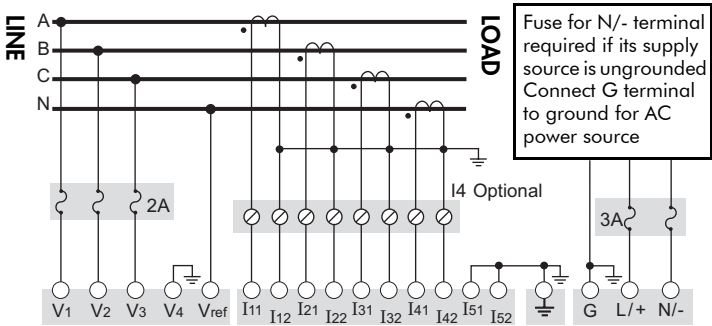 LINE
A
B
C
N
LOAD
Fuse for N/- terminal
required if its supply
source is ungrounded
Connect G terminal
to ground for AC
power source
I4 Optional
2A
3A
V1 V2 V3 V4 Vref
I11 I12 I21 I22 I31 I32 I41 I42 I51 I52
G L/+ N/-